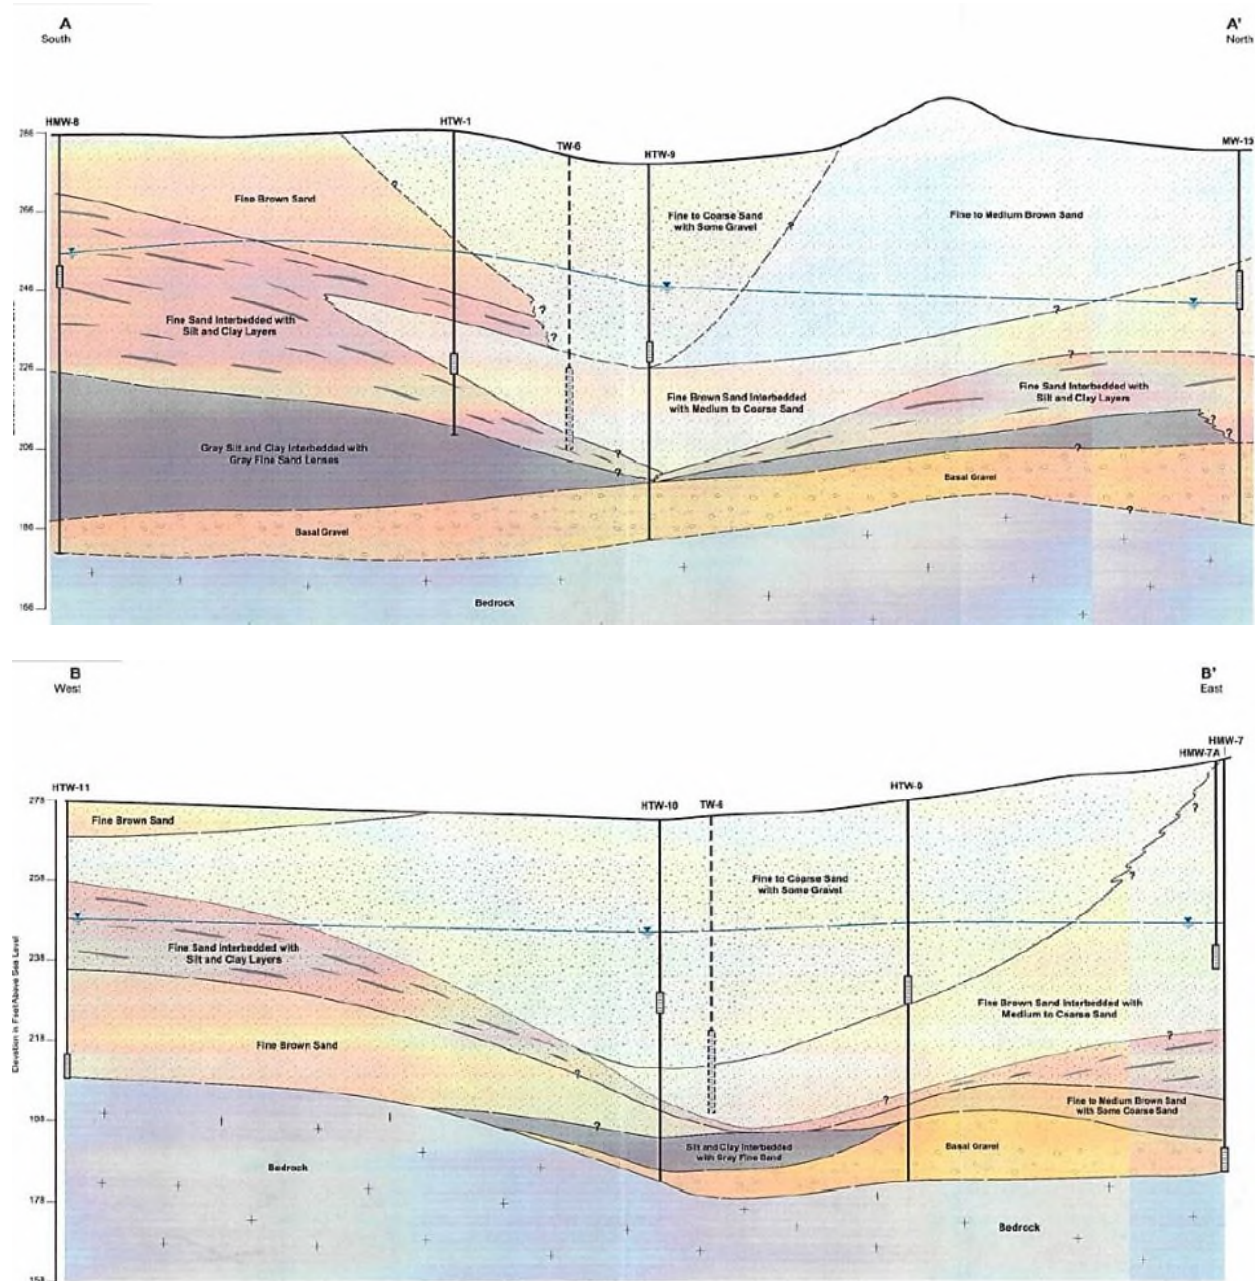 A
South
A'
North
HMW-8
HTW-1
TW-6
HTW-9
MW-13
286
266
246
226
206
186
166
Fine Brown Sand
Fine to Coarse Sand
with Some Gravel
Fine to Medium Brown Sand
Fine Sand Interbedded with
Silt and Clay Layers
Fine Brown Sand Interbedded
with Medium to Coarse Sand
Fine Sand Interbedded with
Silt and Clay Layers
Gray Silt and Clay Interbedded with
Gray Fine Sand Lenses
Basal Gravel
Basal Gravel
Bedrock
B
West
B'
East
HTW-11
HTW-10
TW-6
HMW-7A
HMW-7
278
258
238
218
198
178
Elevation in Feet Above Sea Level
Fine Brown Sand
Fine to Coarse Sand
with Some Gravel
Fine Sand Interbedded with
Silt and Clay Layers
Fine Brown Sand Interbedded with
Medium to Coarse Sand
Fine Brown Sand
Fine to Medium Brown Sand
with Some Coarse Sand
Silt and Clay Interbedded
with Gray Fine Sand
Basal Gravel
Bedrock
Bedrock